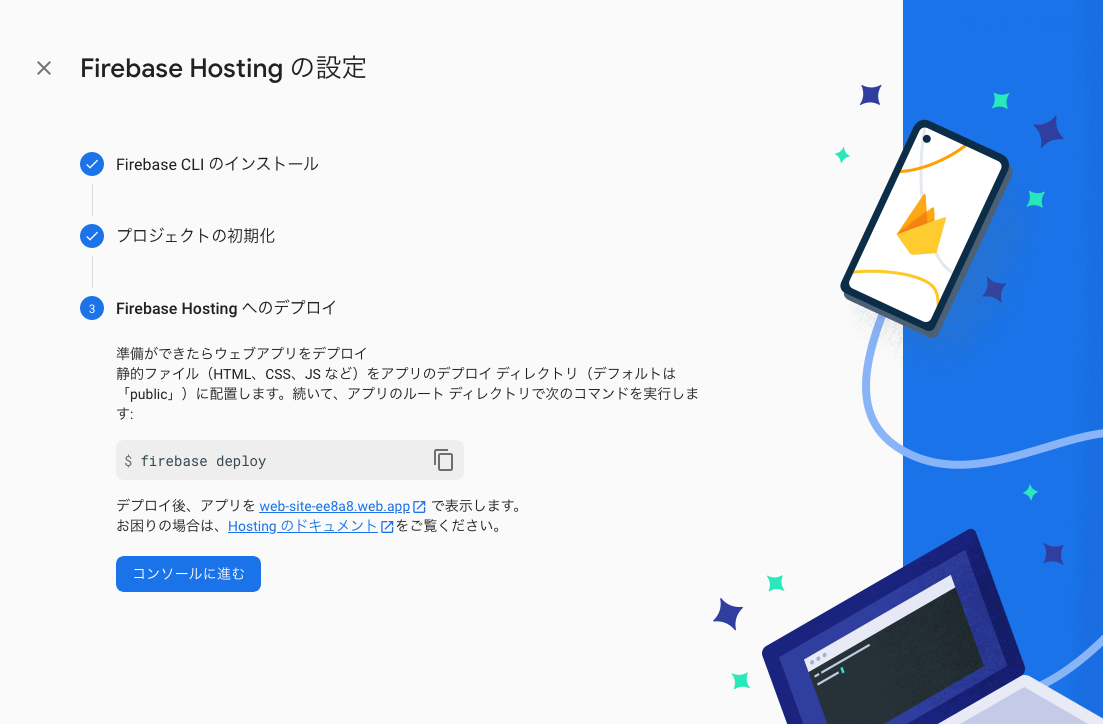 Firebase Hosting の設定
Firebase CLI のインストール
プロジェクトの初期化
3 Firebase Hosting へのデプロイ
準備ができたらウェブアプリをデプロイ
静的ファイル（HTML、CSS、JS など）をアプリのデプロイ ディレクトリ（デフォルトは
「public」）に配置します。続いて、アプリのルート ディレクトリで次のコマンドを実行しま
す:
$ firebase deploy
デプロイ後、アプリを web-site-ee8a8.web.app で表示します。
お困りの場合は、Hosting のドキュメントをご覧ください。
コンソールに進む